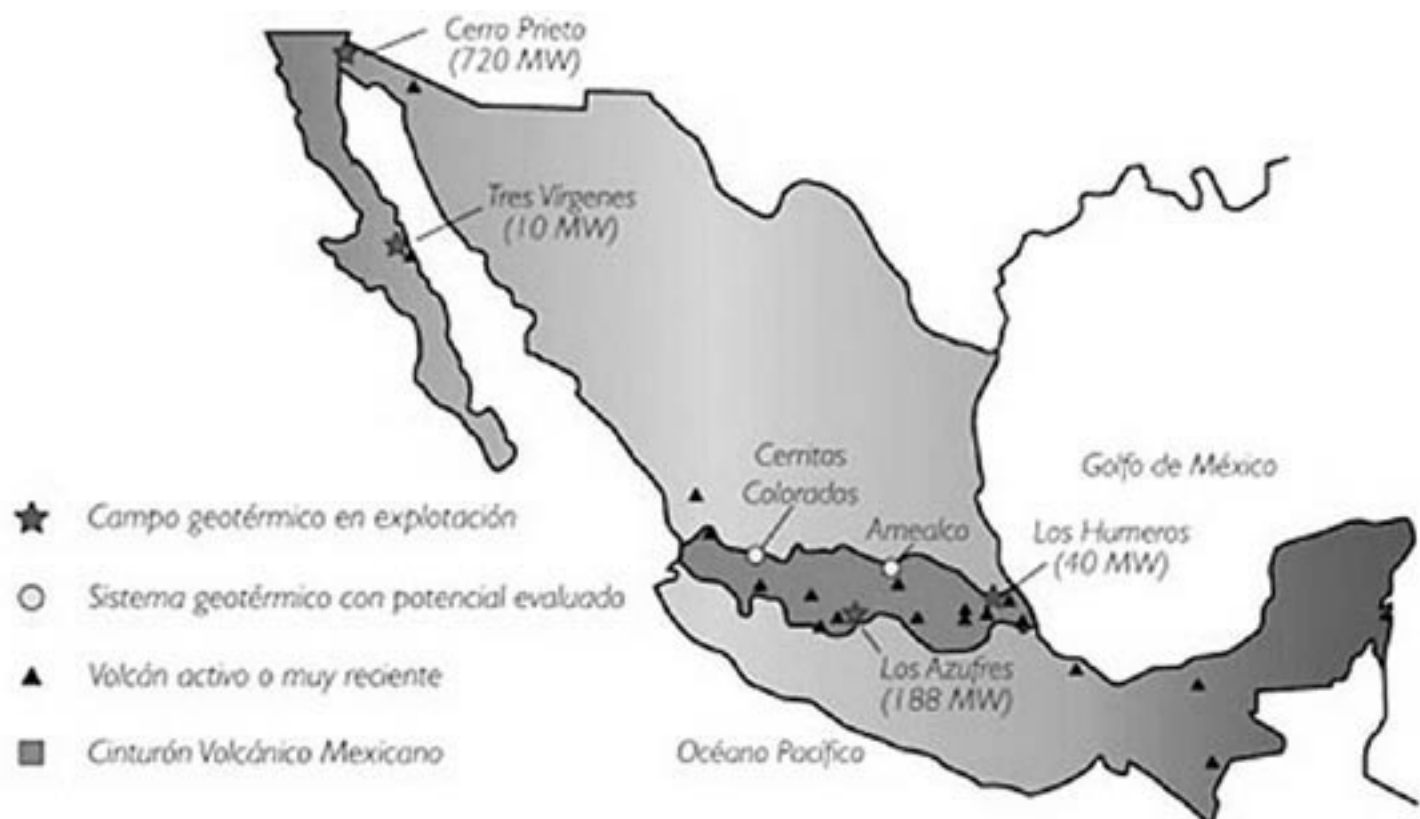 Cerro Prieto
(720 MW)
Tres Vírgenes
(10 MW)
Cerritos
Colorados
Amealco
Golfo de México
Los Humeros
(40 MW)
Los Azufres
(188 MW)
Océano Pacífico
Campo geotérmico en explotación
Sistema geotérmico con potencial evaluado
Volcán activo o muy reciente
Cinturón Volcánico Mexicano